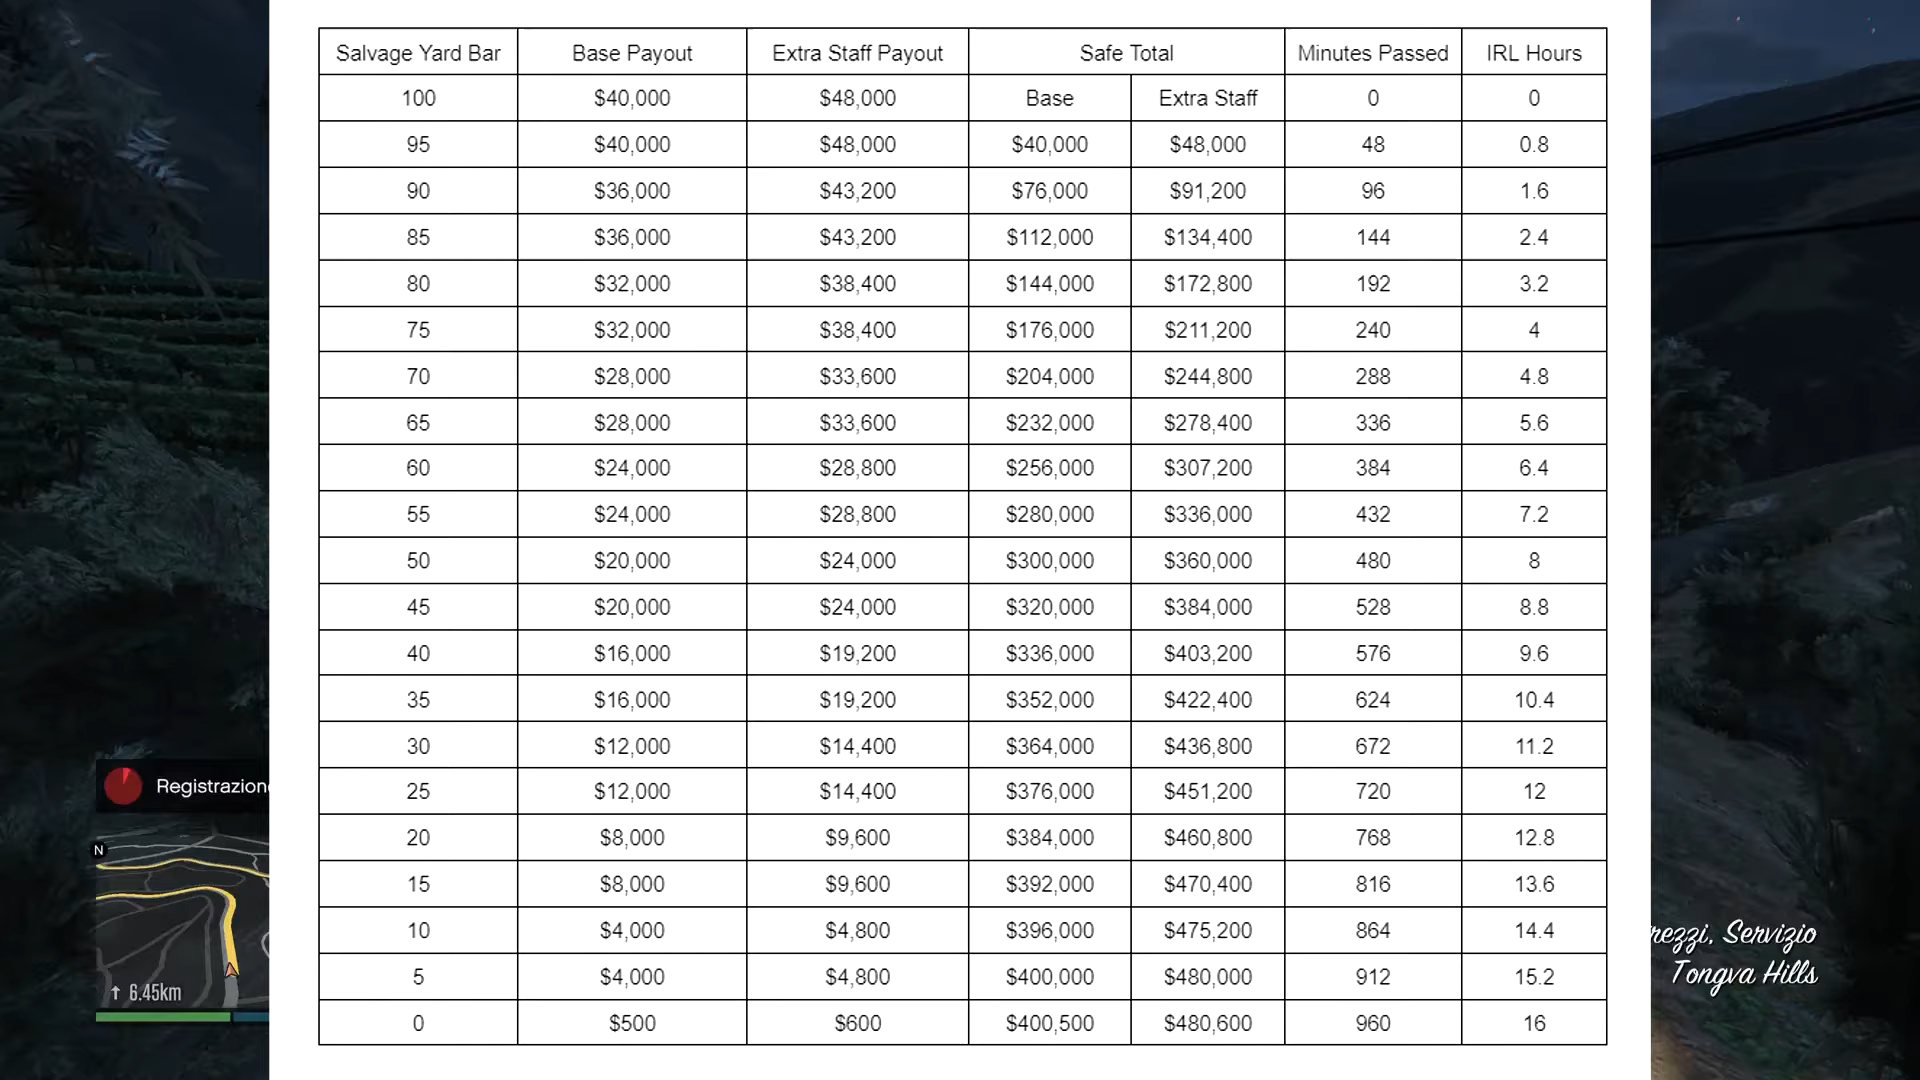 Salvage Yard Bar Base Payout Extra Staff Payout Safe Total Minutes Passed IRL Hours
100 $40,000 $48,000 Base Extra Staff 0 0
95 $40,000 $48,000 $40,000 $48,000 48 0.8
90 $36,000 $43,200 $76,000 $91,200 96 1.6
85 $36,000 $43,200 $112,000 $134,400 144 2.4
80 $32,000 $38,400 $144,000 $172,800 192 3.2
75 $32,000 $38,400 $176,000 $211,200 240 4
70 $28,000 $33,600 $204,000 $244,800 288 4.8
65 $28,000 $33,600 $232,000 $278,400 336 5.6
60 $24,000 $28,800 $256,000 $307,200 384 6.4
55 $24,000 $28,800 $280,000 $336,000 432 7.2
50 $20,000 $24,000 $300,000 $360,000 480 8
45 $20,000 $24,000 $320,000 $384,000 528 8.8
40 $16,000 $19,200 $336,000 $403,200 576 9.6
35 $16,000 $19,200 $352,000 $422,400 624 10.4
30 $12,000 $14,400 $364,000 $436,800 672 11.2
25 $12,000 $14,400 $376,000 $451,200 720 12
20 $8,000 $9,600 $384,000 $460,800 768 12.8
15 $8,000 $9,600 $392,000 $470,400 816 13.6
10 $4,000 $4,800 $396,000 $475,200 864 14.4
5 $4,000 $4,800 $400,000 $480,000 912 15.2
0 $500 $600 $400,500 $480,600 960 16
Registrazion
N
6.45km
Servizio
Tongva Hills